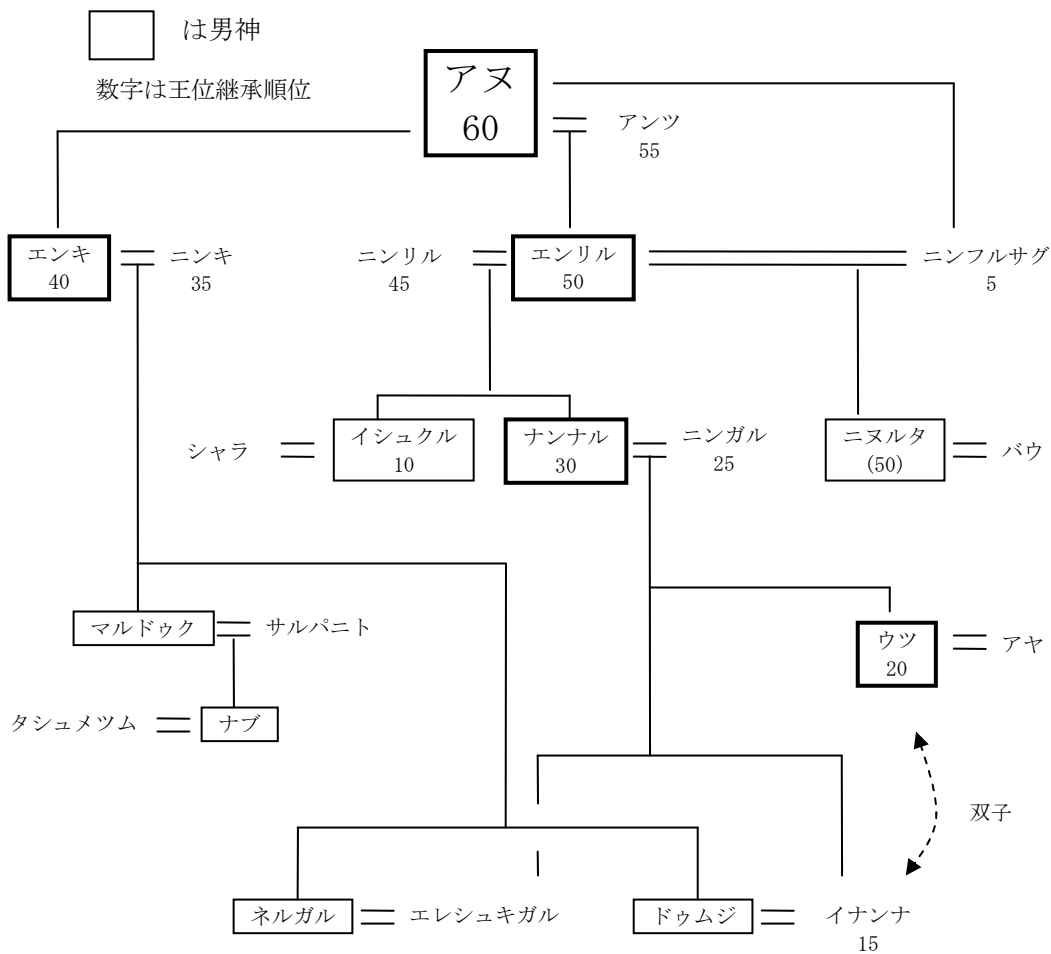 は男神
数字は王位継承順位
アヌ
60
アンツ
55
エンキ
40
ニンキ
35
ニンリル
45
エンリル
50
ニンフルサグ
5
シャラ
イシュクル
10
ナンナル
30
ニンガル
25
ニヌルタ
(50)
バウ
マルドゥク
サルパニト
ウツ
20
アヤ
タシュメツム
ナブ
双子
ネルガル
エレシュキガル
ドゥムジ
イナンナ
15